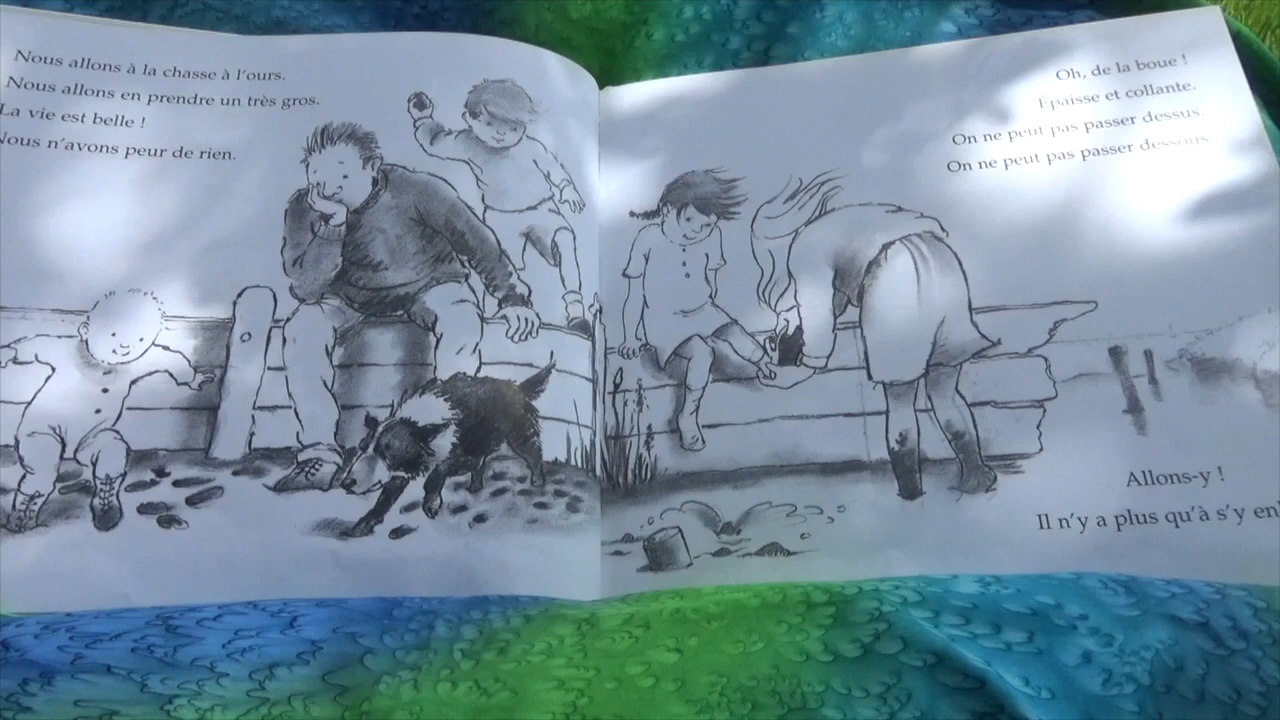 Nous allons à la chasse à l'ours.
Nous allons en prendre un très gros.
La vie est belle !
Nous n'avons peur de rien.
Oh, de la boue !
Épaisse et collante.
On ne peut pas passer dessus.
On ne peut pas passer dessous.
Allons-y !
Il n'y a plus qu'à s'y en